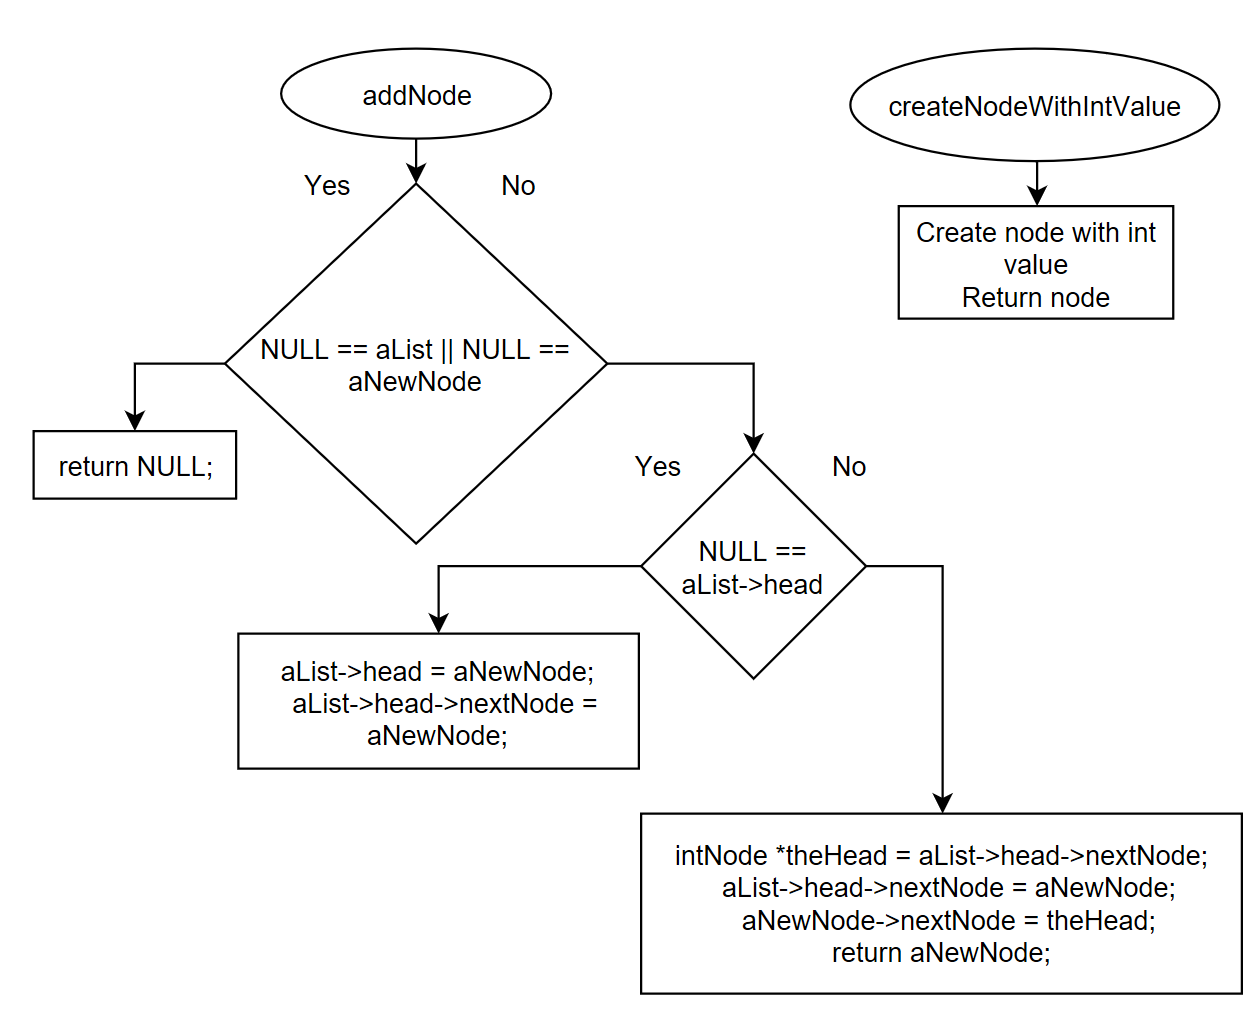 addNode
createNodeWithIntValue
Yes
No
Create node with int
value
Return node
NULL == aList || NULL ==
aNewNode
return NULL;
Yes
No
NULL ==
aList->head
aList->head = aNewNode;
aList->head->nextNode =
aNewNode;
intNode *theHead = aList->head->nextNode;
aList->head->nextNode = aNewNode;
aNewNode->nextNode = theHead;
return aNewNode;